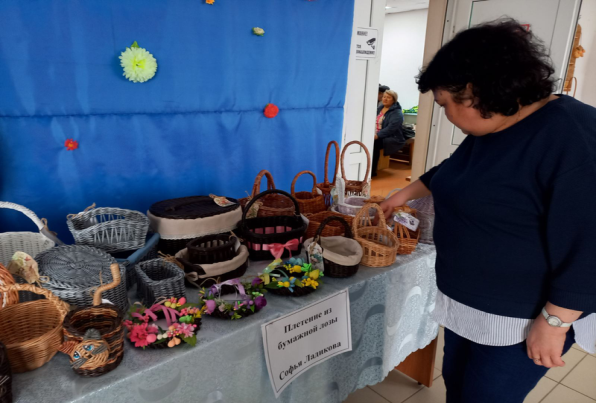 Плетение из
бумажной лозы
Софья Ладикова